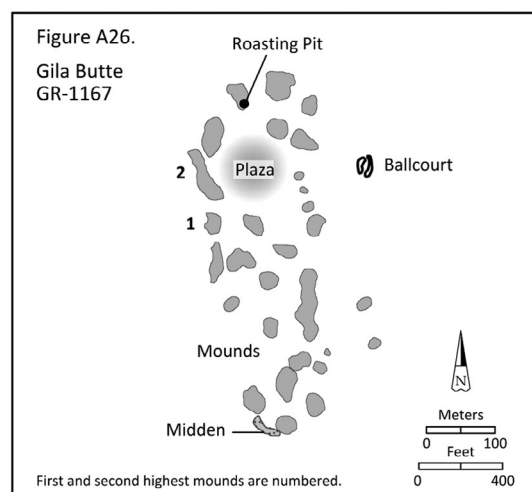 Figure A26.
Gila Butte
GR-1167
Roasting Pit
Plaza
Ballcourt
2
1
Mounds
Midden
N
Meters
0 100
Feet
0 400
First and second highest mounds are numbered.